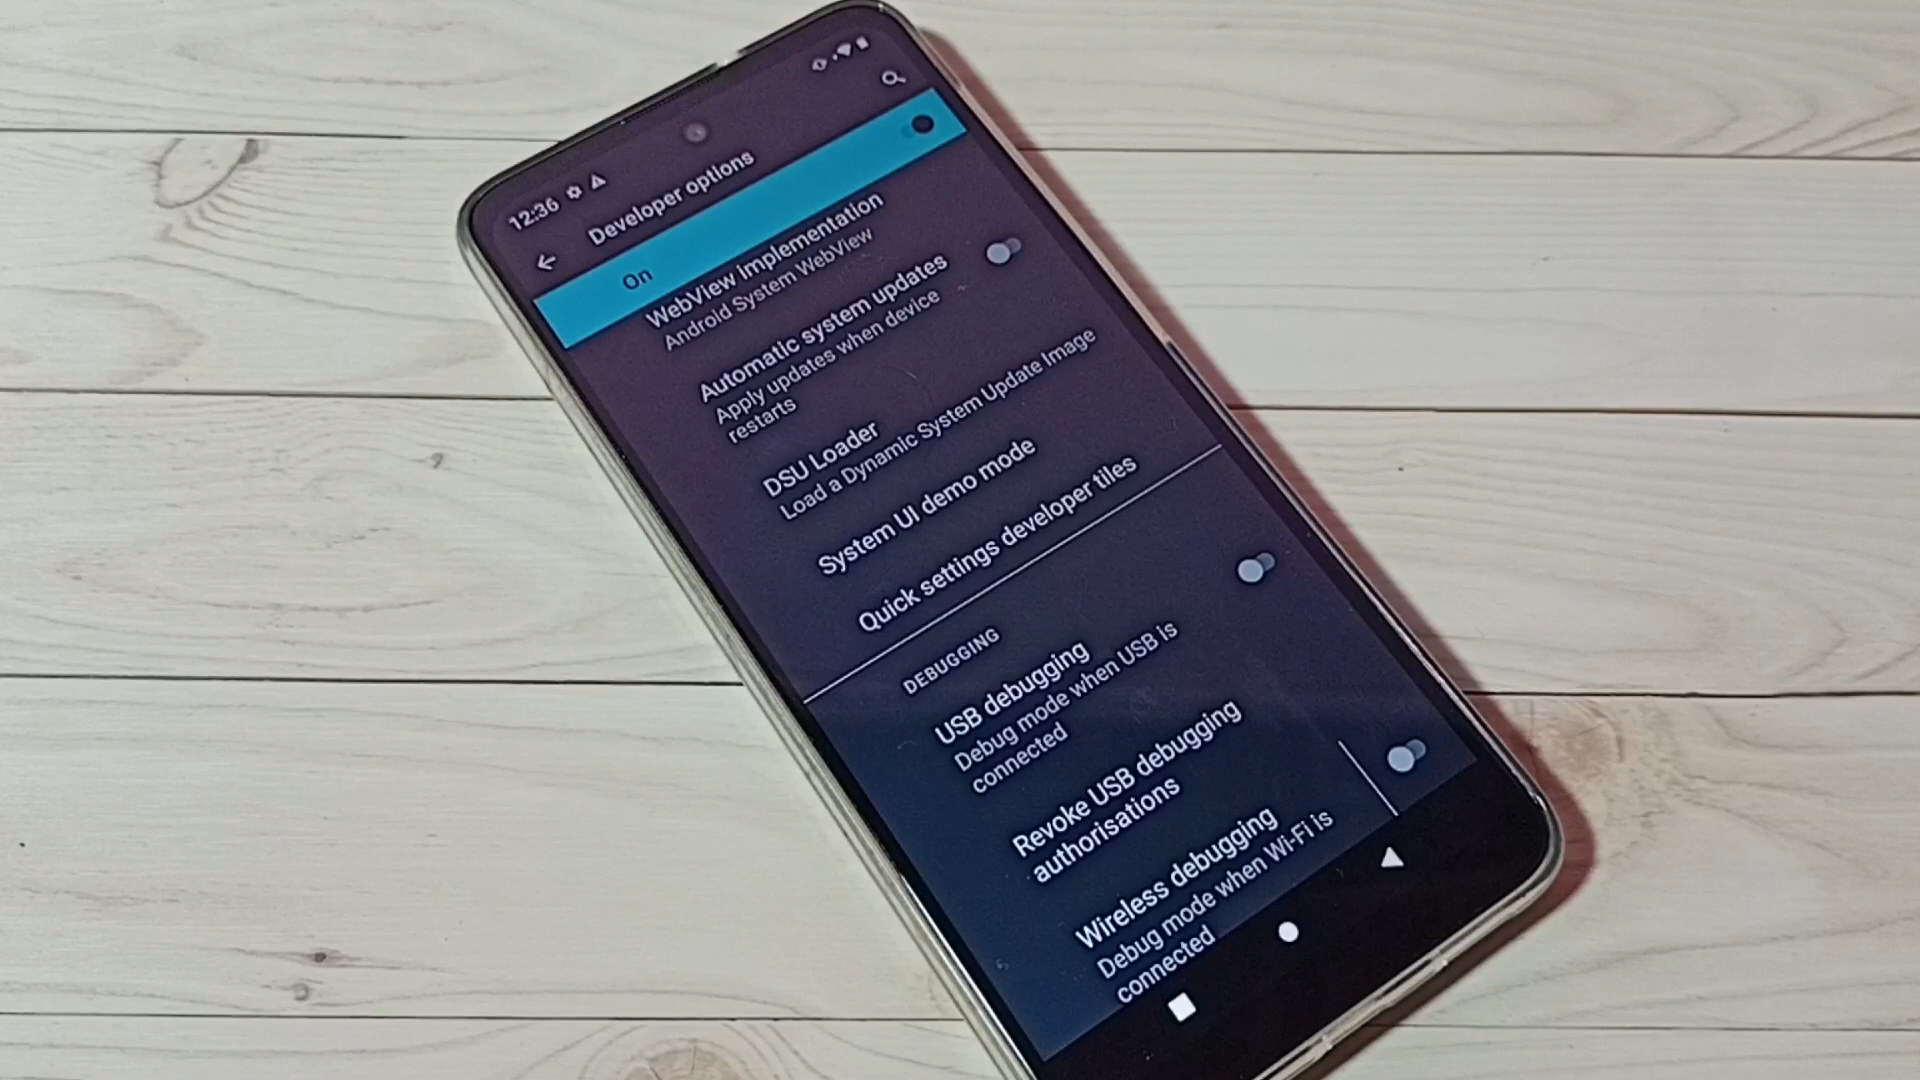 12:36
Developer options
On
WebView implementation
Android System WebView
Automatic system updates
Apply updates when device
restarts
DSU Loader
Load a Dynamic System Update Image
System UI demo mode
Quick settings developer tiles
DEBUGGING
USB debugging
Debug mode when USB is
connected
Revoke USB debugging
authorisations
Wireless debugging
Debug mode when Wi-Fi is
connected